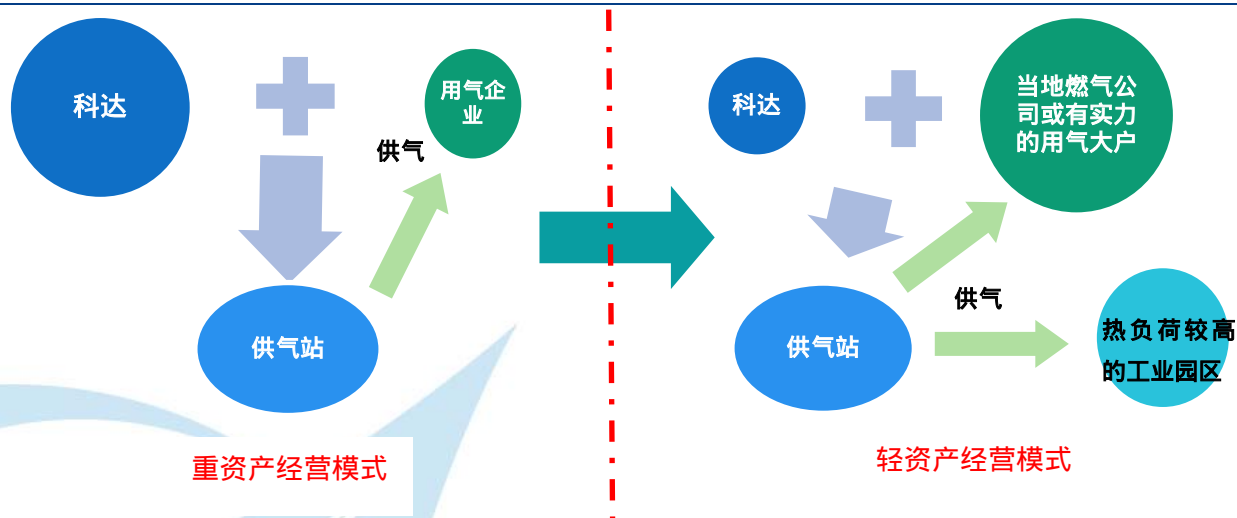 科达
用气企
业
供气
供气站
重资产经营模式
科达
当地燃气公
司或有实力
的用气大户
供气
供气站
热负荷较高
的工业园区
轻资产经营模式